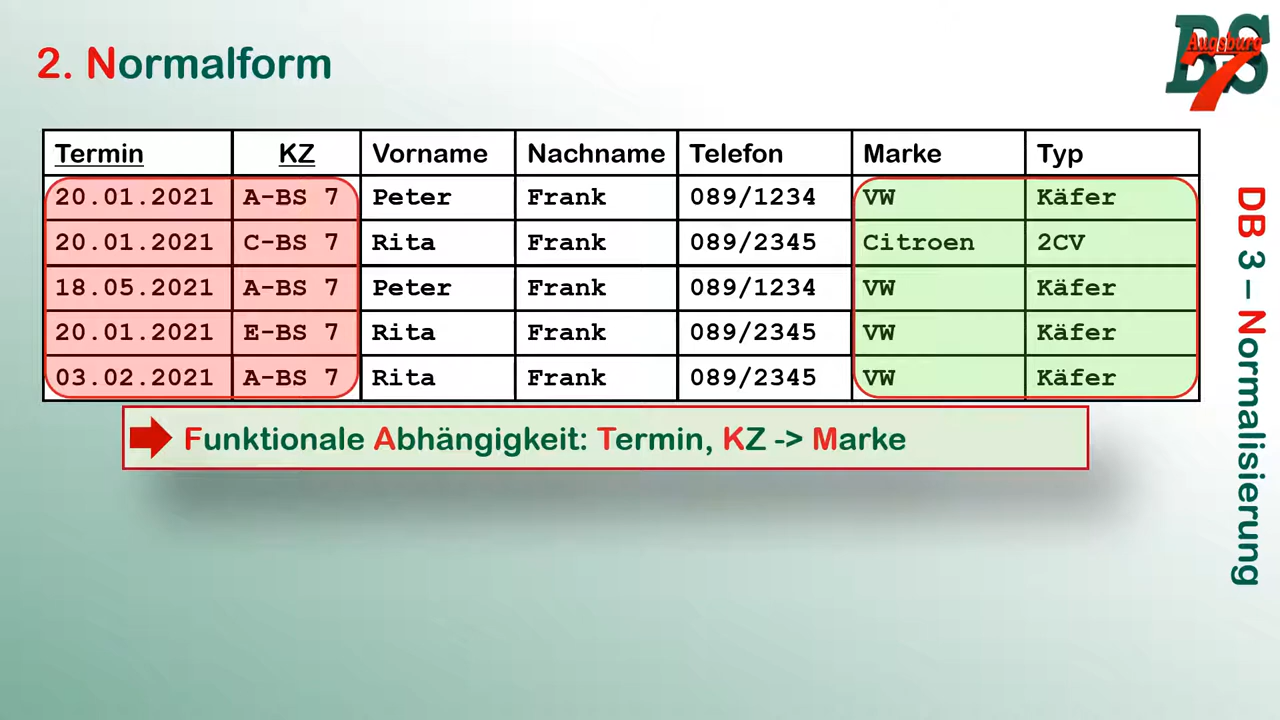 2. Normalform
BS
Augsburg
7
Termin KZ Vorname Nachname Telefon Marke Typ
20.01.2021 A-BS 7 Peter Frank 089/1234 VW Käfer
20.01.2021 C-BS 7 Rita Frank 089/2345 Citroen 2CV
18.05.2021 A-BS 7 Peter Frank 089/1234 VW Käfer
20.01.2021 E-BS 7 Rita Frank 089/2345 VW Käfer
03.02.2021 A-BS 7 Rita Frank 089/2345 VW Käfer
Funktionale Abhängigkeit: Termin, KZ -> Marke
DB 3 – Normalisierung